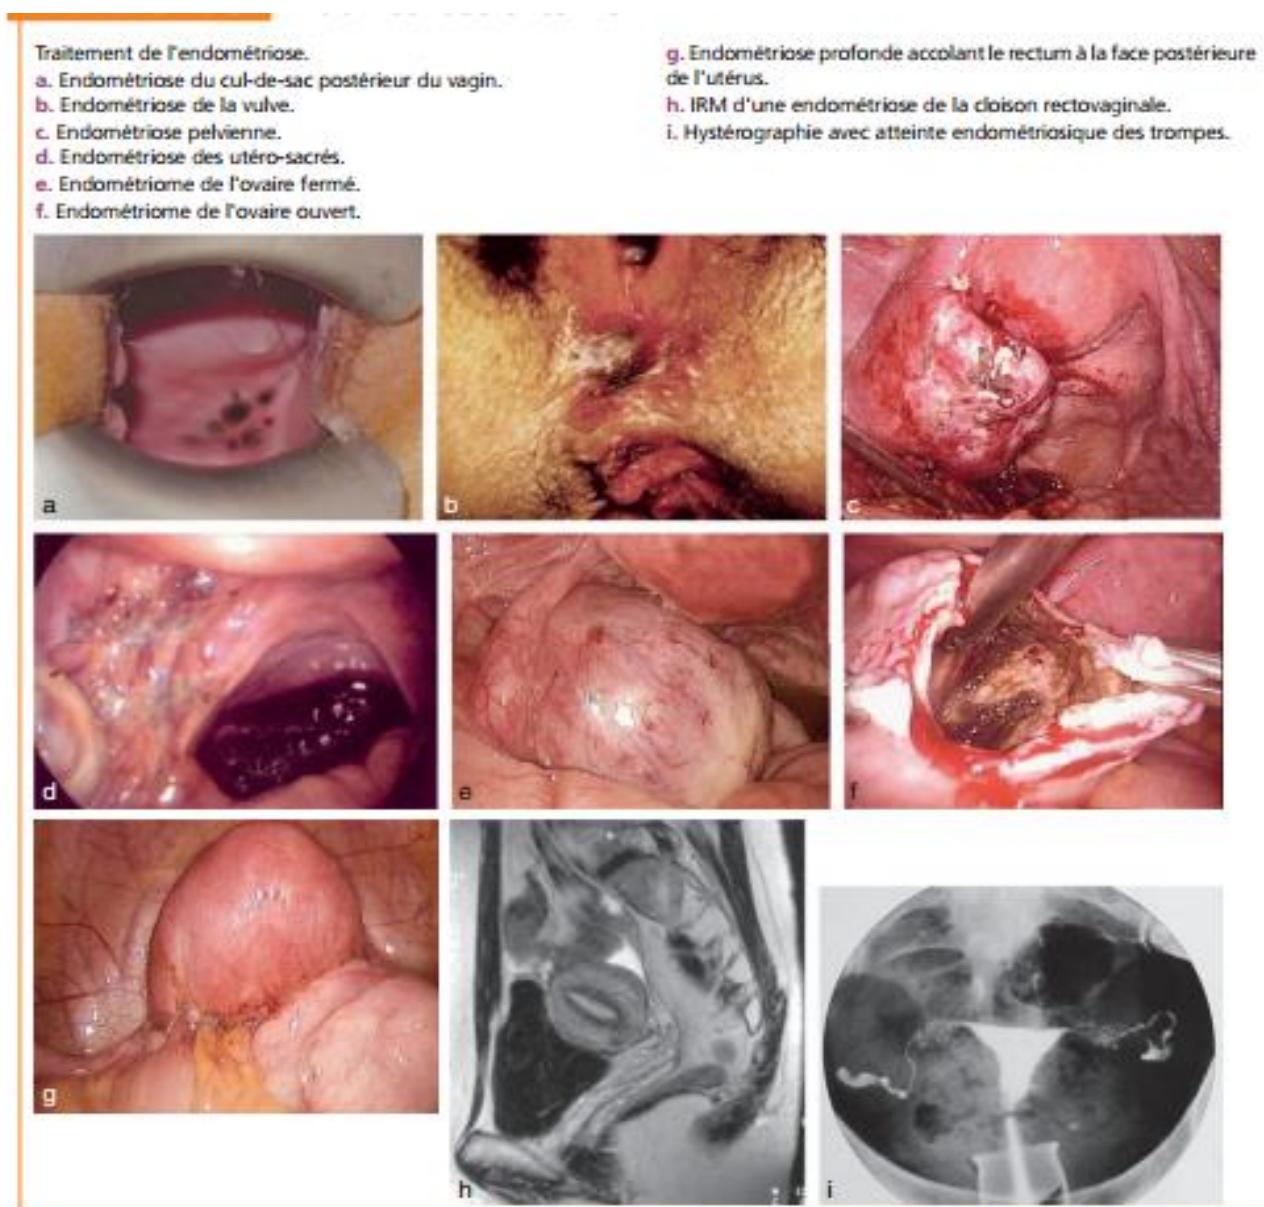 Traitement de l'endométriose.
a. Endométriose du cul-de-sac postérieur du vagin.
b. Endométriose de la vulve.
c. Endométriose pelvienne.
d. Endométriose des utéro-sacrés.
e. Endométriome de l'ovaire fermé.
f. Endométriome de l'ovaire ouvert.
g. Endométriose profonde accolant le rectum à la face postérieure
de l'utérus.
h. IRM d'une endométriose de la cloison rectovaginale.
i. Hystérographie avec atteinte endométriosique des trompes.
a
b
c
d
e
f
g
h
i